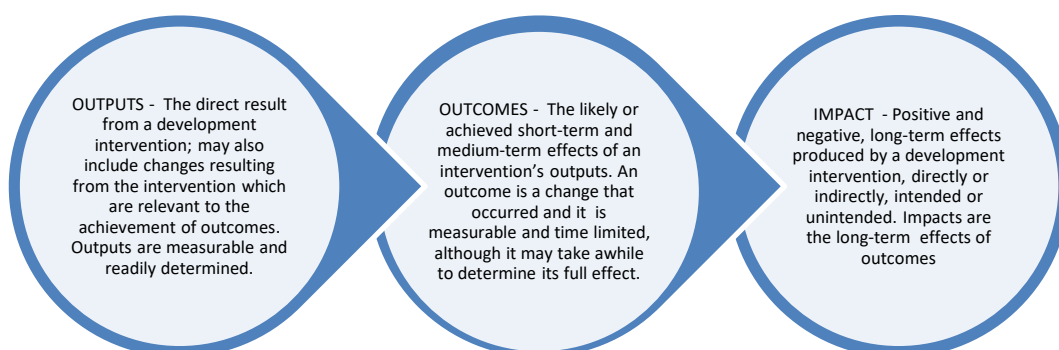 OUTPUTS - The direct result
from a development
intervention; may also
include changes resulting
from the intervention which
are relevant to the
achievement of outcomes.
Outputs are measurable and
readily determined.
OUTCOMES - The likely or
achieved short-term and
medium-term effects of an
intervention’s outputs. An
outcome is a change that
occurred and it is
measurable and time limited,
although it may take awhile
to determine its full effect.
IMPACT - Positive and
negative, long-term effects
produced by a development
intervention, directly or
indirectly, intended or
unintended. Impacts are
the long-term effects of
outcomes